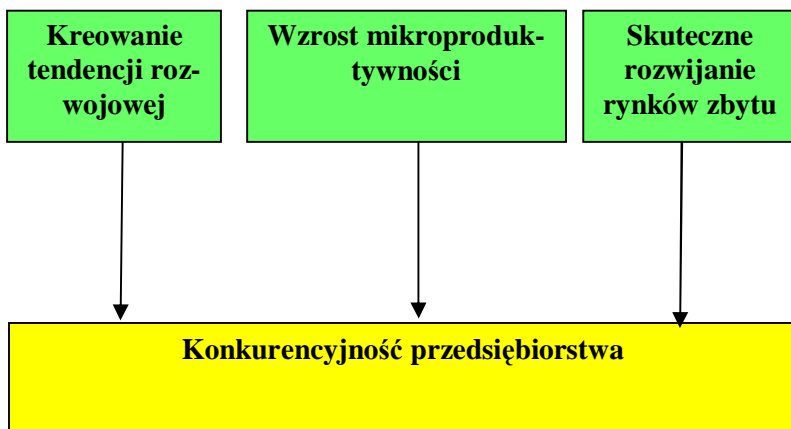 Kreowanie
tendencji roz-
wojowej
Wzrost mikroproduk-
tywności
Skuteczne
rozwijanie
rynków zbytu
Konkurencyjność przedsiębiorstwa